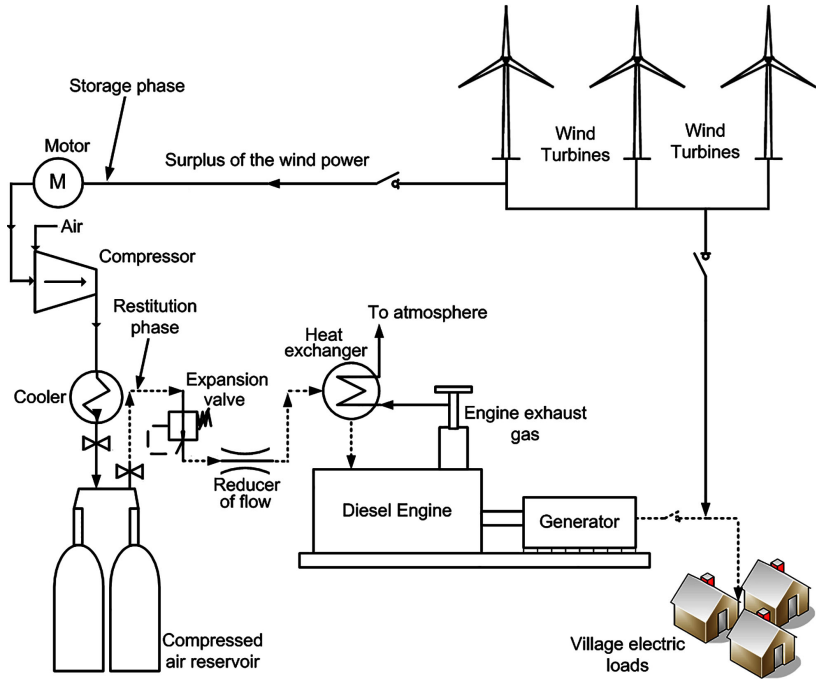 Storage phase
Wind
Turbines
Wind
Turbines
Motor
M
Surplus of the wind power
Air
Compressor
Restitution
phase
To atmosphere
Heat
exchanger
Cooler
Expansion
valve
Engine exhaust
gas
Reducer
of flow
Diesel Engine
Generator
Compressed
air reservoir
Village electric
loads